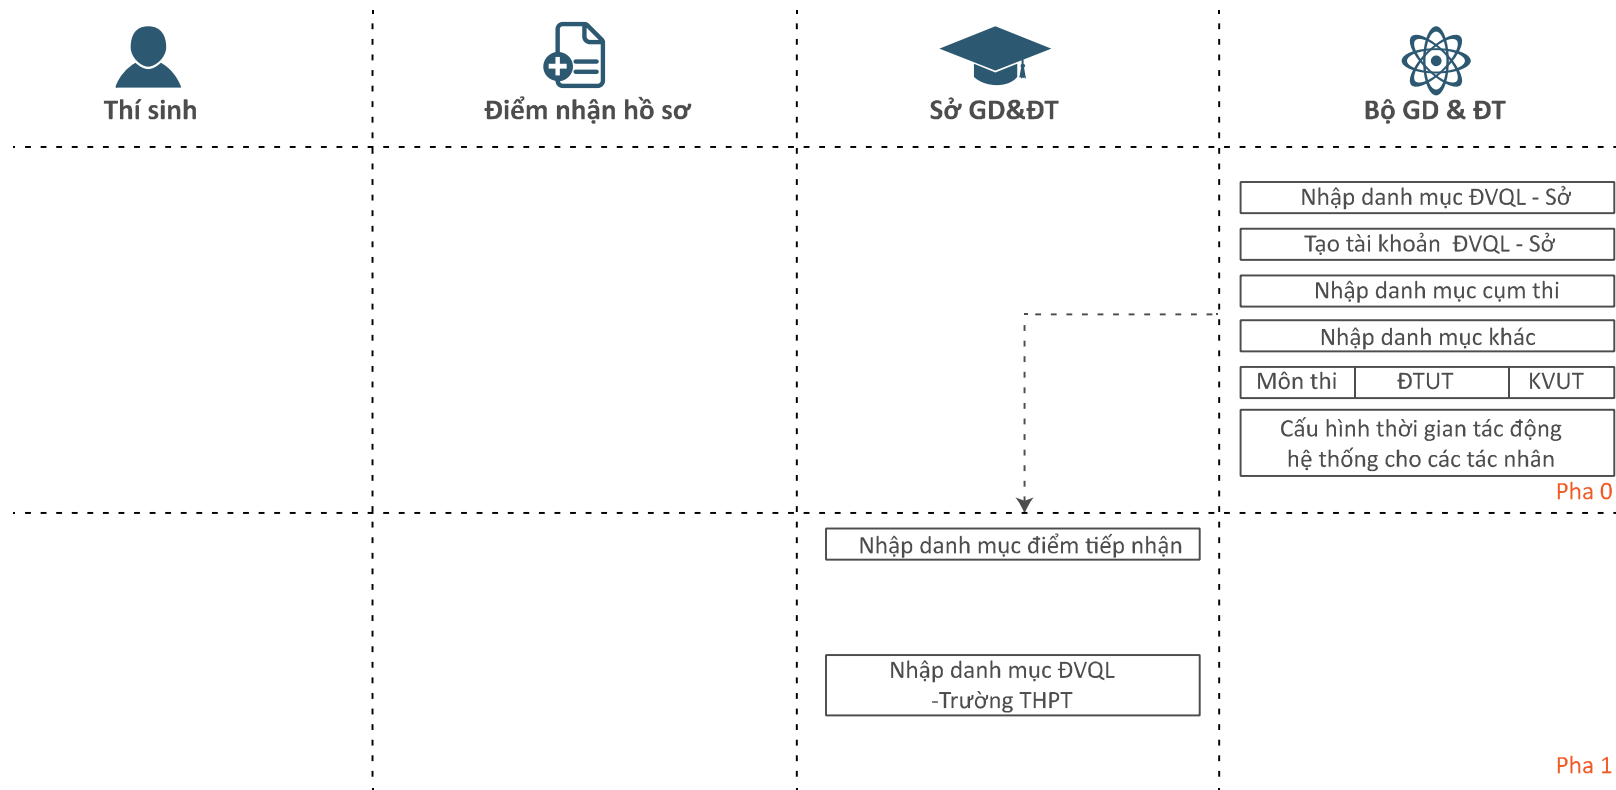 Thí sinh
Điểm nhận hồ sơ
Sở GD&ĐT
Bộ GD & ĐT
Nhập danh mục ĐVQL - Sở
Tạo tài khoản ĐVQL - Sở
Nhập danh mục cụm thi
Nhập danh mục khác
Môn thi
ĐTUT
KVUT
Cấu hình thời gian tác động
hệ thống cho các tác nhân
Pha 0
Nhập danh mục điểm tiếp nhận
Nhập danh mục ĐVQL
-Trường THPT
Pha 1